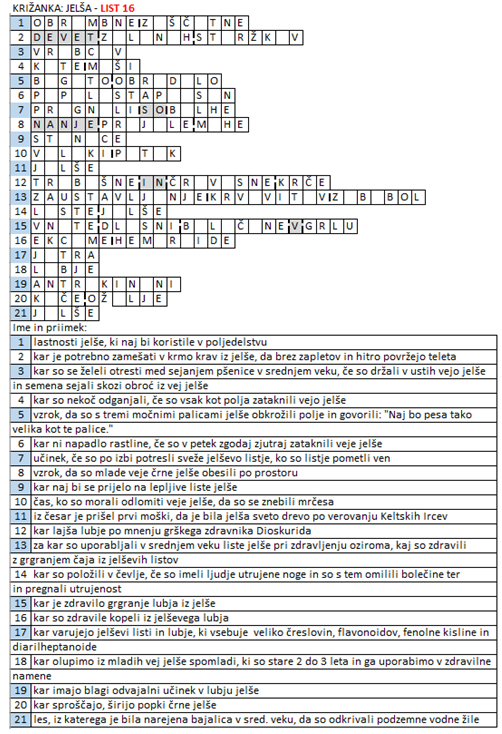 KRIŽANKA: JELŠA - LIST 16
1 OBR MBNEZ ŠČ TNE
2 DEVETZ L N HST RŽK V
3 VR BC V
4 K TEM ŠI
5 B G TOOBR D LO
6 P P L STAP S N
7 PR GN LISOB LHE
8 NANJEPR J LEM HE
9 ST N CE
10 V L KIP T K
11 J LŠE
12 TR B ŠNEINČR V SNEKRČE
13 ZAUSTAVLJ NJEKRV VIT VZ B BOL
14 L STEJ LŠE
15 VN TEDL SNIB L Č NEVGRLU
16 EKC MEHEM R IDE
17 J TRA
18 L BJE
19 ANTR KIN NI
20 K ČEOŽ LJE
21 J LŠE
Ime in priimek:
1 lastnosti jelše, ki naj bi koristile v poljedelstvu
2 kar je potrebno zamešati v krmo krav iz jelše, da brez zapletov in hitro povržejo teleta
3 kar so se želeli otresti med sejanjem pšenice v srednjem veku, če so držali v ustih vejo jelše
in semena sejali skozi obroč iz vej jelše
4 kar so nekoč odganjali, če so vsak kot polja zataknili vejo jelše
5 vzrok, da so s tremi močnimi palicami jelše obkrožili polje in govorili: "Naj bo pesa tako
velika kot te palice."
6 kar ni napadlo rastline, če so v petek zgodaj zjutraj zataknili veje jelše
7 učinek, če so po izbi potresli sveže jelševo listje, ko so listje pometli ven
8 vzrok, da so mlade veje črne jelše obesili po prostoru
9 kar naj bi se prijelo na lepljive liste jelše
10 čas, ko so morali odlomiti veje jelše, da so se znebili mrčesa
11 iz česar je prišel prvi moški, da je bila jelša sveto drevo po verovanju Keltskih Ircev
12 kar lajša lubje po mnenju grškega zdravnika Dioskurida
13 za kar so uporabljali v srednjem veku liste jelše pri zdravljenju oziroma, kaj so zdravili
z grgranjem čaja iz jelševih listov
14 kar so položili v čevlje, če so imeli ljudje utrujene noge in so s tem omilili bolečine ter
in pregnali utrujenost
15 kar je zdravilo grgranje lubja iz jelše
16 kar so zdravile kopeli iz jelševega lubja
17 kar varujejo jelševi listi in lubje, ki vsebuje veliko čreslovin, flavonoidov, fenolne kisline in
diarilheptanoide
18 kar olupimo iz mladih vej jelše spomladi, ki so stare 2 do 3 leta in ga uporabimo v zdravilne
namene
19 kar imajo blagi odvajalni učinek v lubju jelše
20 kar sproščajo, širijo popki črne jelše
21 les, iz katerega je bila narejena bajalica v sred. veku, da so odkrivali podzemne vodne žile